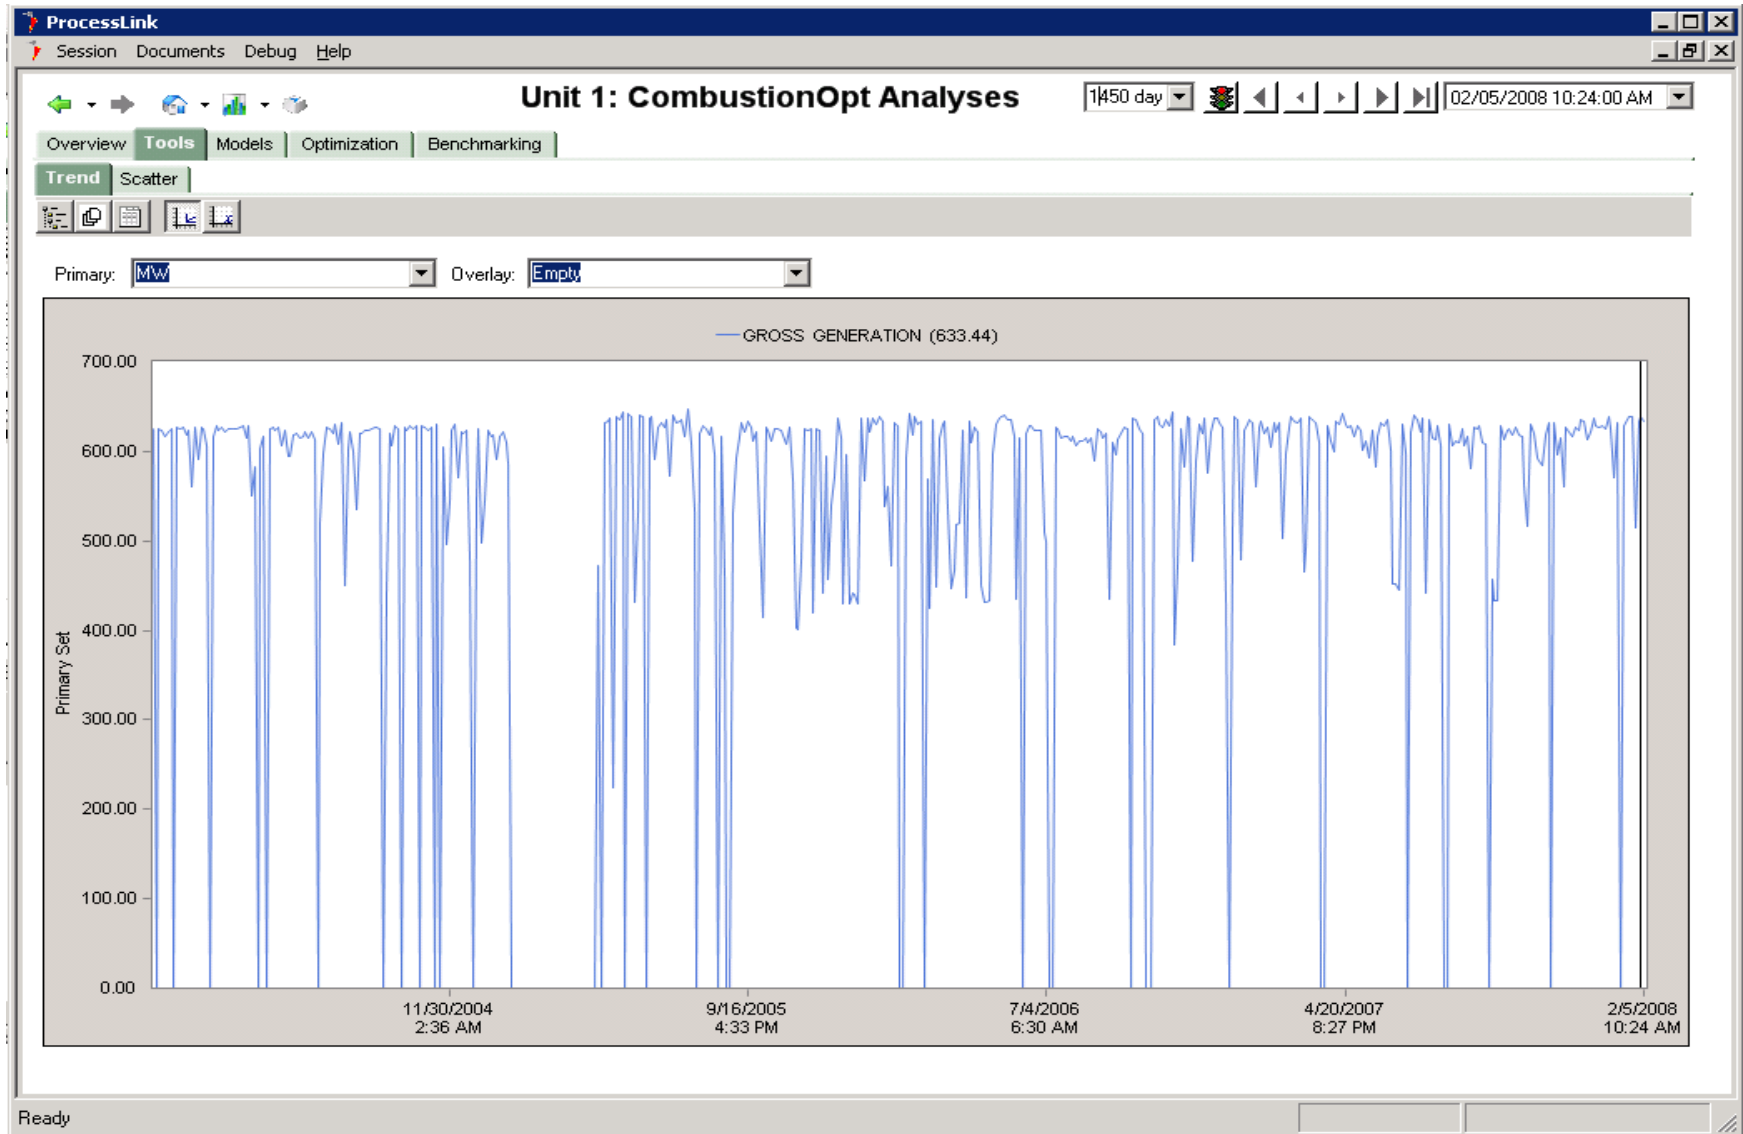 ProcessLink
Session Documents Debug Help
Unit 1: CombustionOpt Analyses
1450 day
02/05/2008 10:24:00 AM
Overview Tools Models Optimization Benchmarking
Trend Scatter
Primary: MW Overlay: Empty
GROSS GENERATION (633.44)
700.00
600.00
500.00
400.00
300.00
200.00
100.00
0.00
Primary Set
11/30/2004 9/16/2005 7/4/2006 4/20/2007 2/5/2008
2:36 AM 4:33 PM 6:30 AM 8:27 PM 10:24 AM
Ready